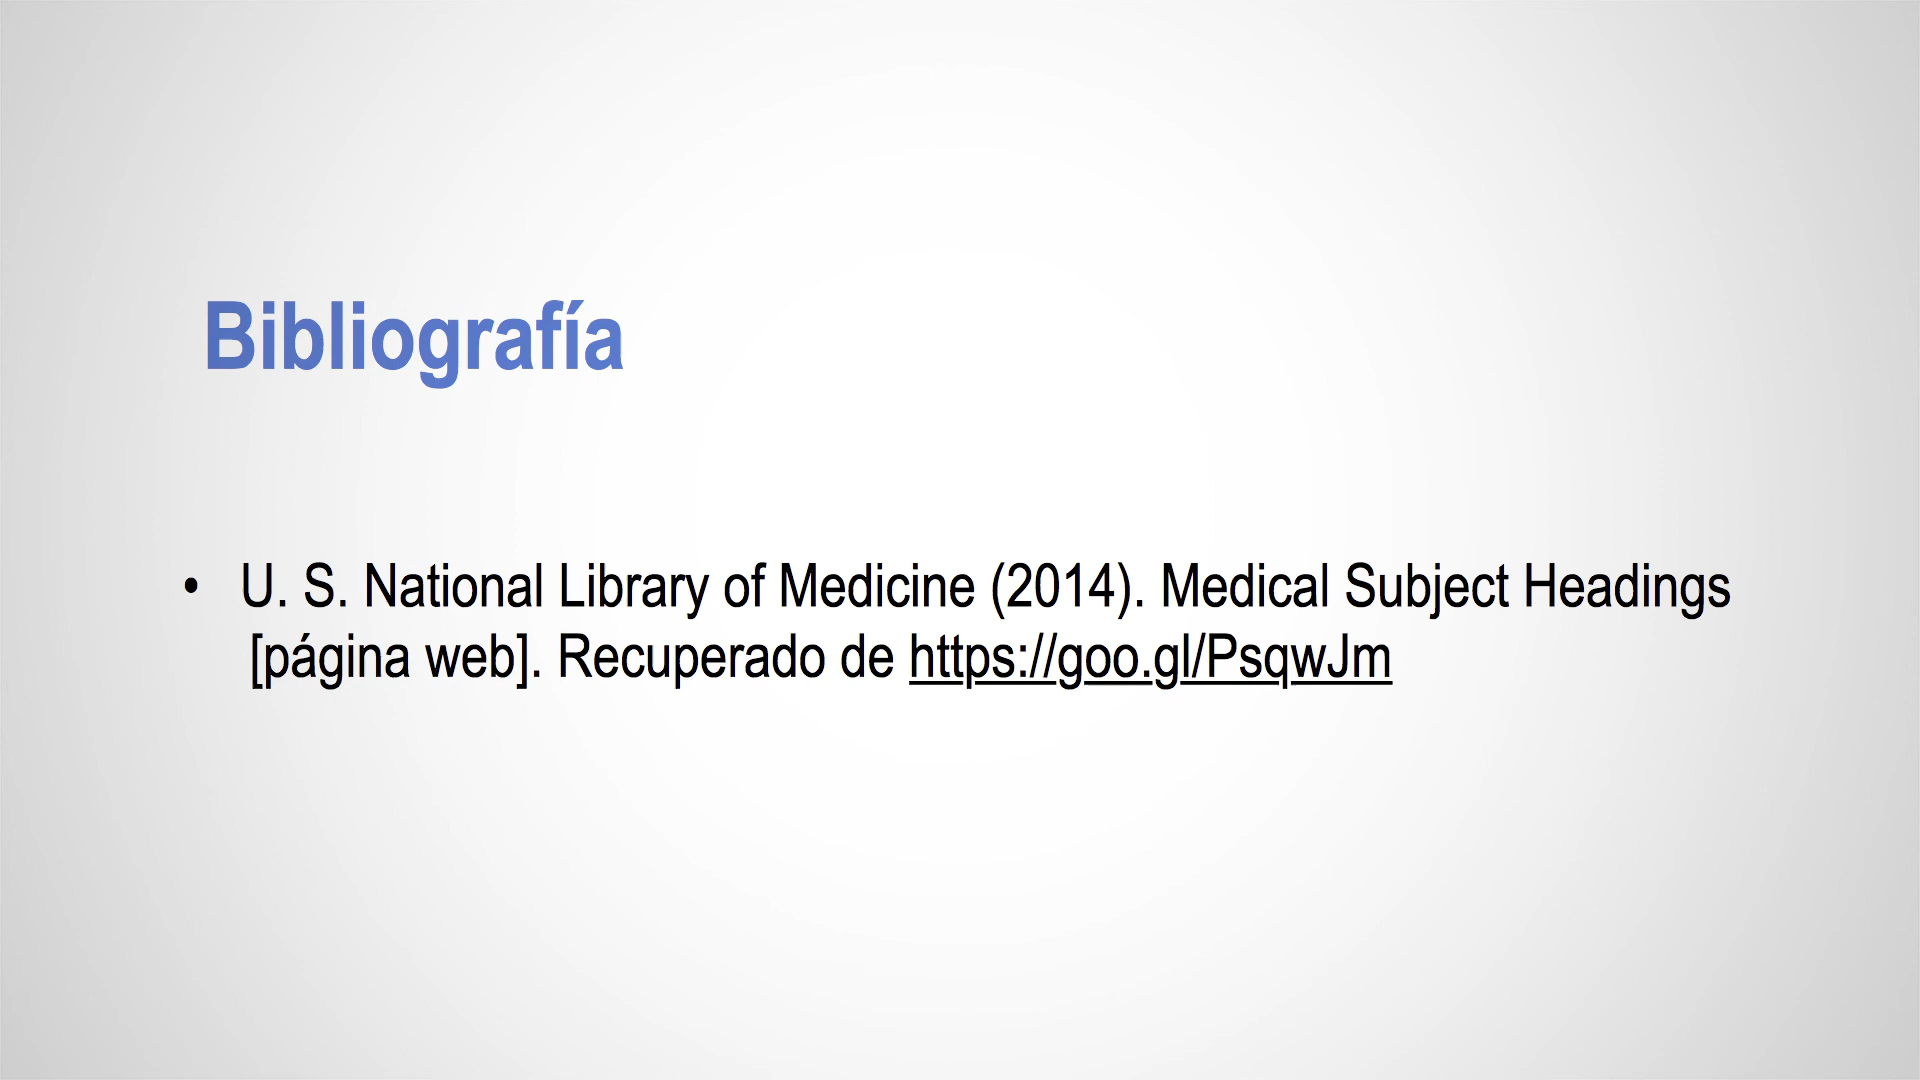 Bibliografía
• U. S. National Library of Medicine (2014). Medical Subject Headings
[página web]. Recuperado de https://goo.gl/PsqwJm